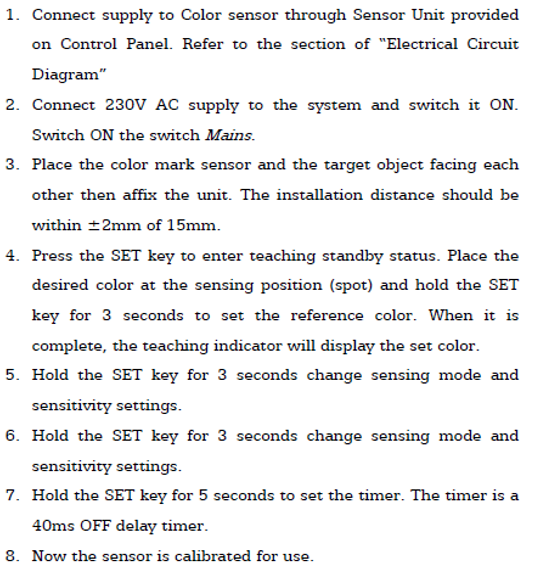 1. Connect supply to Color sensor through Sensor Unit provided
on Control Panel. Refer to the section of “Electrical Circuit
Diagram”
2. Connect 230V AC supply to the system and switch it ON.
Switch ON the switch Mains.
3. Place the color mark sensor and the target object facing each
other then affix the unit. The installation distance should be
within ±2mm of 15mm.
4. Press the SET key to enter teaching standby status. Place the
desired color at the sensing position (spot) and hold the SET
key for 3 seconds to set the reference color. When it is
complete, the teaching indicator will display the set color.
5. Hold the SET key for 3 seconds change sensing mode and
sensitivity settings.
6. Hold the SET key for 3 seconds change sensing mode and
sensitivity settings.
7. Hold the SET key for 5 seconds to set the timer. The timer is a
40ms OFF delay timer.
8. Now the sensor is calibrated for use.